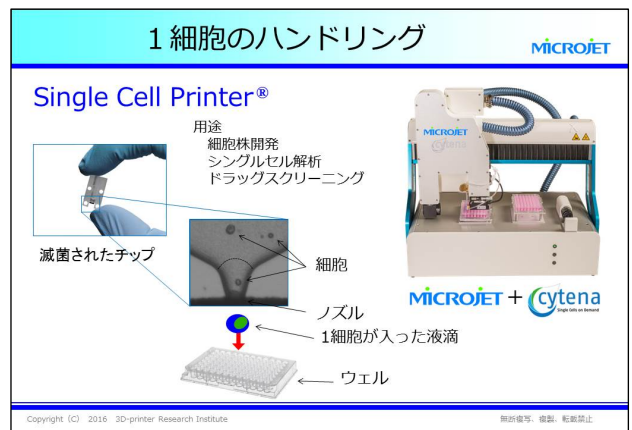 1細胞のハンドリング
MICROJET
Single Cell Printer®
用途
細胞株開発
シングルセル解析
ドラッグスクリーニング
滅菌されたチップ
細胞
ノズル
1細胞が入った液滴
ウェル
MICROJET
cytena
MICROJET + cytena
Single Cells on Demand
Copyright (C) 2016 3D-printer Research Institute
無断複写、複製、転載禁止